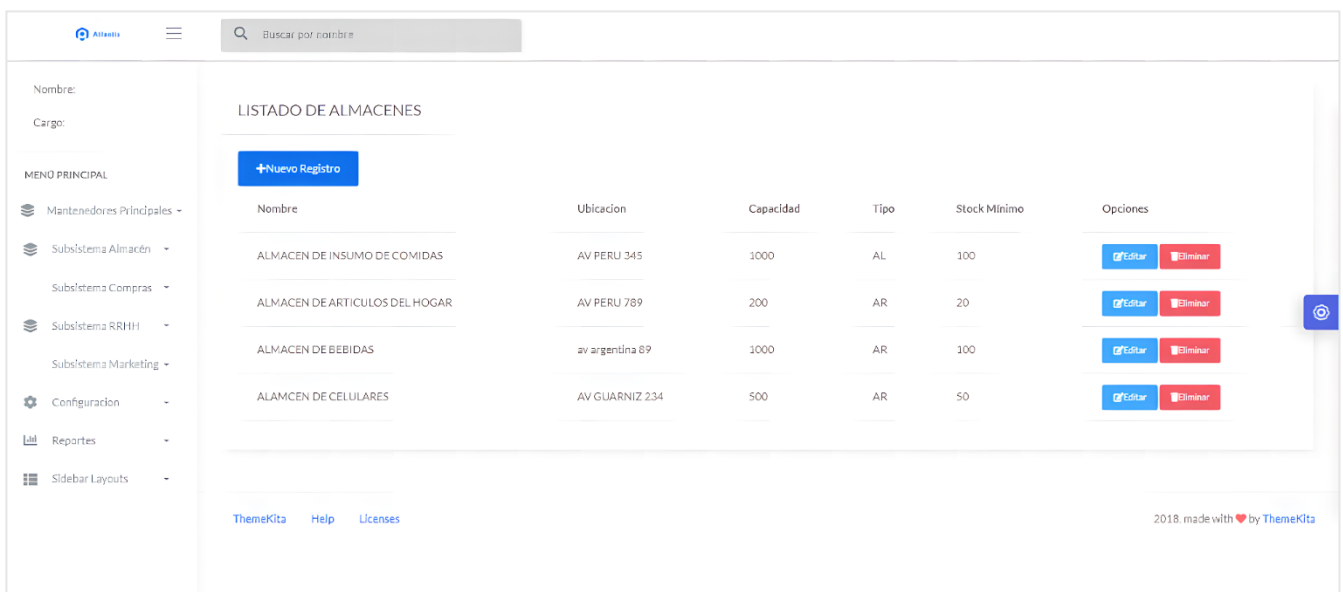 Atlantis
Buscar por nombre
Nombre:
Cargo:
MENÚ PRINCIPAL
Mantenedores Principales
Subsistema Almacén
Subsistema Compras
Subsistema RRHH
Subsistema Marketing
Configuracion
Reportes
Sidebar Layouts
LISTADO DE ALMACENES
+Nuevo Registro
Nombre Ubicacion Capacidad Tipo Stock Mínimo Opciones
ALMACEN DE INSUMO DE COMIDAS AV PERU 345 1000 AL 100 Editar Eliminar
ALMACEN DE ARTICULOS DEL HOGAR AV PERU 789 200 AR 20 Editar Eliminar
ALMACEN DE BEBIDAS av argentina 89 1000 AR 100 Editar Eliminar
ALAMCEN DE CELULARES AV GUARNIZ 234 500 AR 50 Editar Eliminar
ThemeKita Help Licenses
2018. made with ❤ by ThemeKita